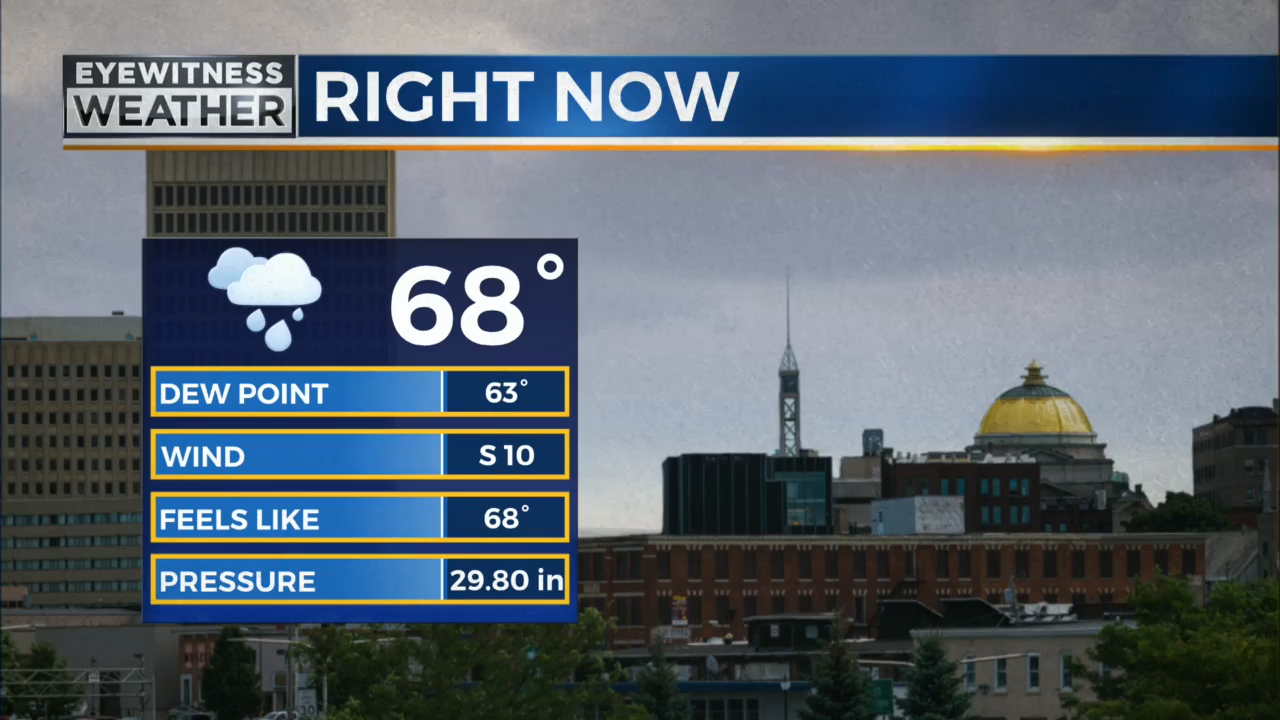 EYEWITNESS
WEATHER
RIGHT NOW
68°
DEW POINT 63°
WIND S 10
FEELS LIKE 68°
PRESSURE 29.80 in